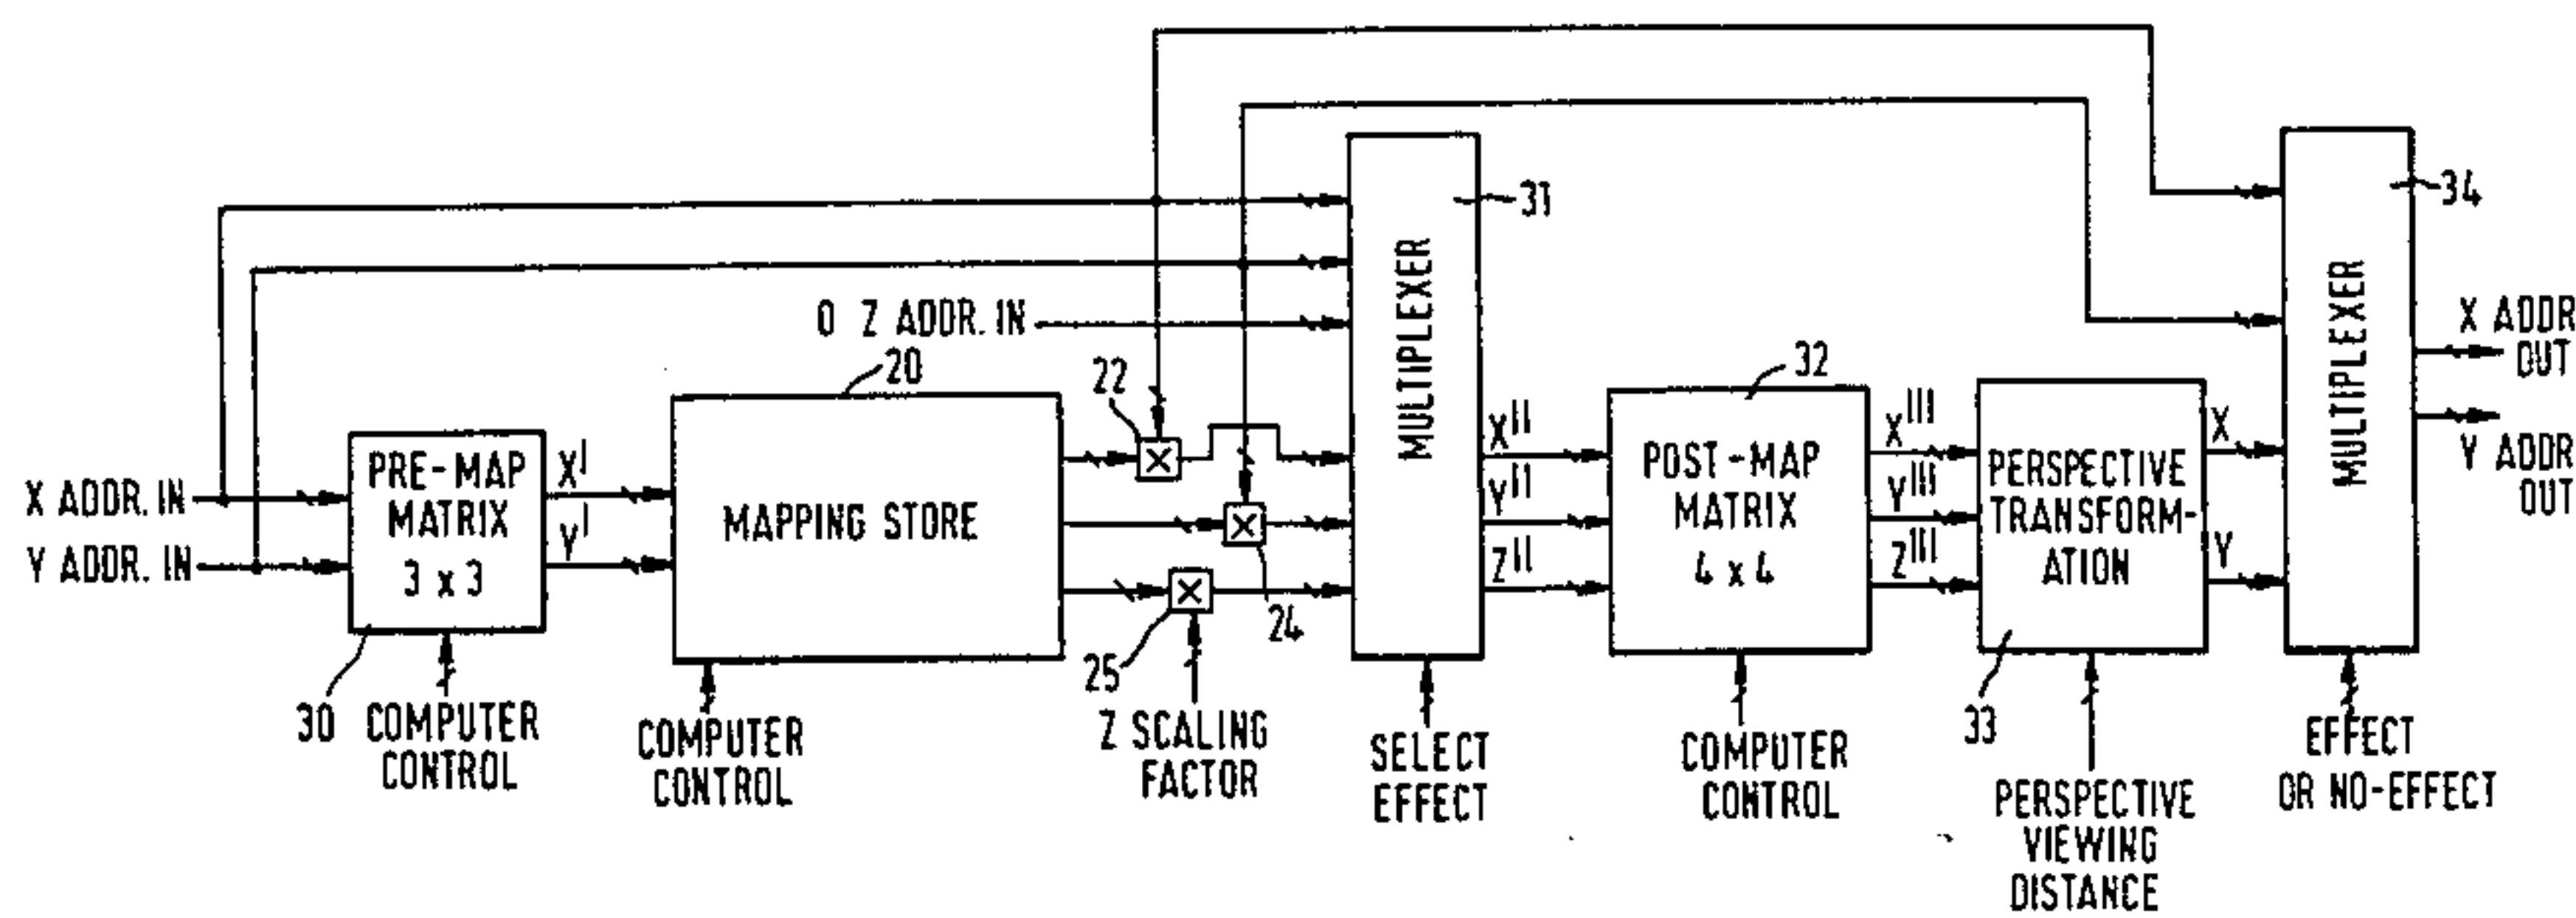 X ADDR. IN
Y ADDR. IN
PRE-MAP
MATRIX
3 x 3
30
COMPUTER
CONTROL
X|
Y|
MAPPING STORE
20
COMPUTER
CONTROL
0 Z ADDR. IN
22
X
24
X
25
X
Z SCALING
FACTOR
MULTIPLEXER
31
SELECT
EFFECT
X||
Y||
Z||
POST-MAP
MATRIX
4 x 4
32
COMPUTER
CONTROL
X|||
Y|||
Z|||
PERSPECTIVE
TRANSFORM-
ATION
33
PERSPECTIVE
VIEWING
DISTANCE
X
Y
MULTIPLEXER
34
EFFECT
OR NO-EFFECT
X ADDR
OUT
Y ADDR
OUT